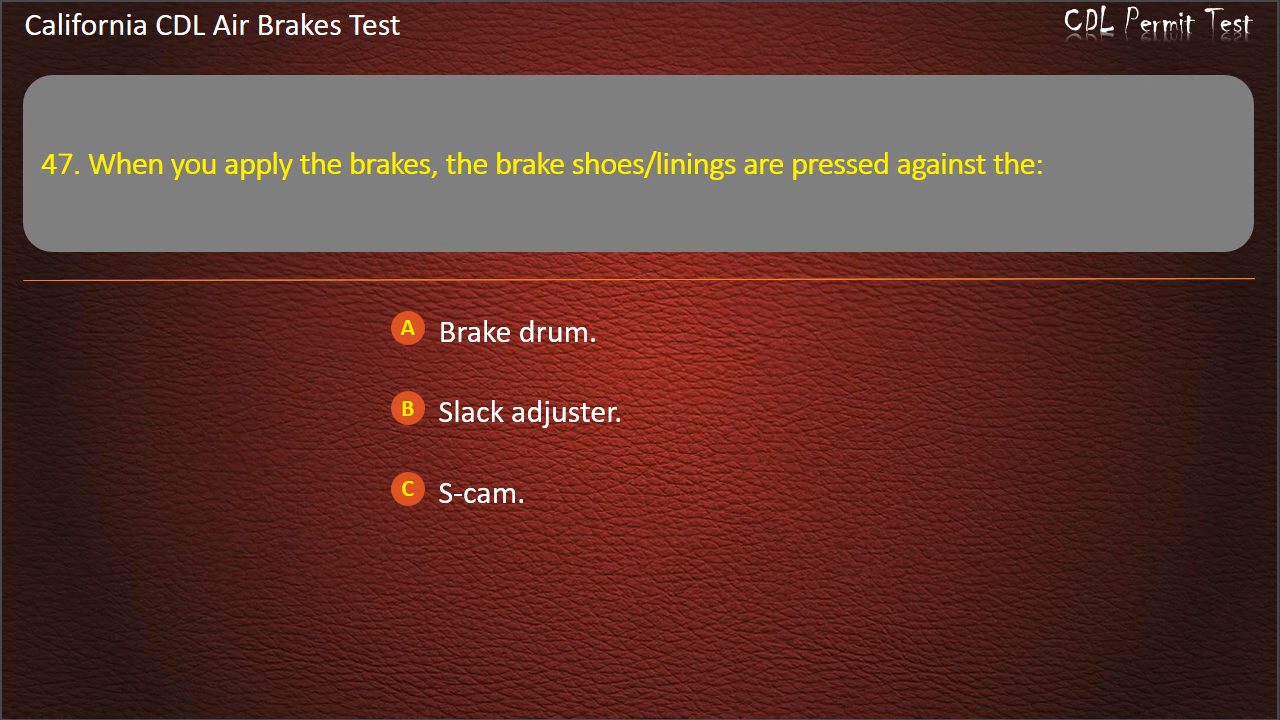 California CDL Air Brakes Test
CDL Permit Test
47. When you apply the brakes, the brake shoes/linings are pressed against the:
A Brake drum.
B Slack adjuster.
C S-cam.